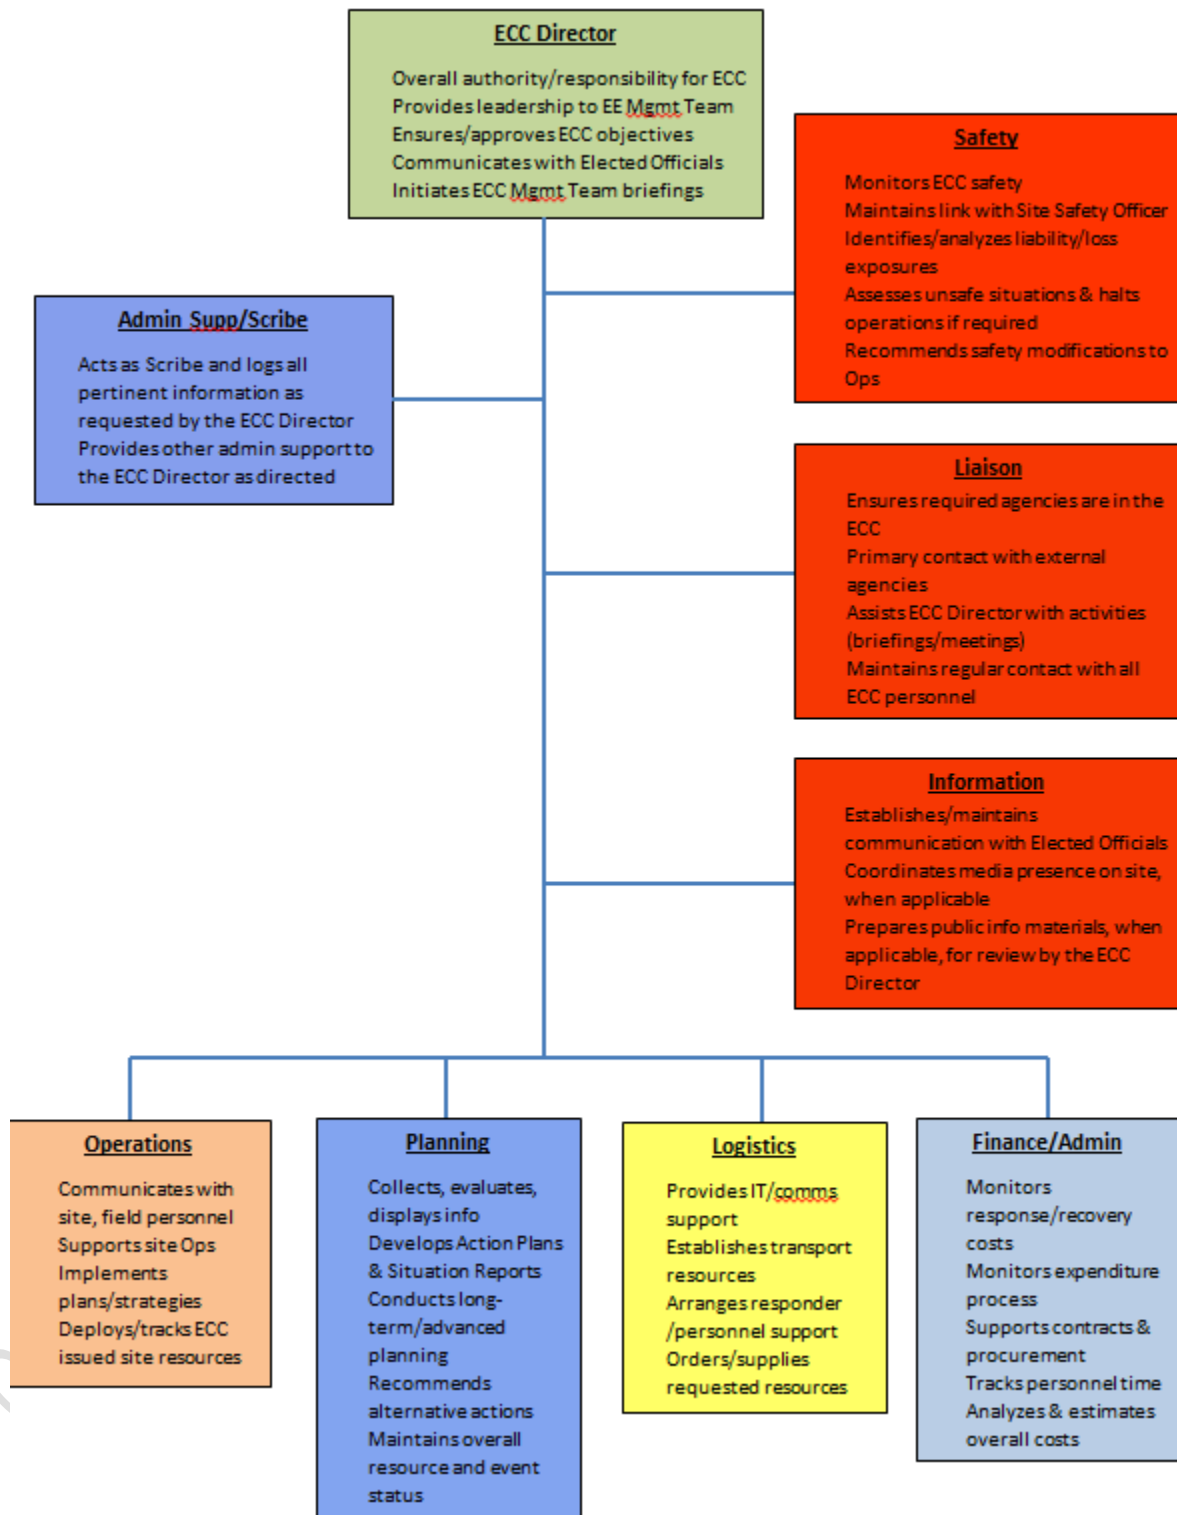 ECC Director
Overall authority/responsibility for ECC
Provides leadership to EE Mgmt Team
Ensures/approves ECC objectives
Communicates with Elected Officials
Initiates ECC Mgmt Team briefings
Safety
Monitors ECC safety
Maintains link with Site Safety Officer
Identifies/analyzes liability/loss
exposures
Assesses unsafe situations & halts
operations if required
Recommends safety modifications to
Ops
Admin Supp/Scribe
Acts as Scribe and logs all
pertinent information as
requested by the ECC Director
Provides other admin support to
the ECC Director as directed
Liaison
Ensures required agencies are in the
ECC
Primary contact with external
agencies
Assists ECC Director with activities
(briefings/meetings)
Maintains regular contact with all
ECC personnel
Information
Establishes/maintains
communication with Elected Officials
Coordinates media presence on site,
when applicable
Prepares public info materials, when
applicable, for review by the ECC
Director
Operations
Communicates with
site, field personnel
Supports site Ops
Implements
plans/strategies
Deploys/tracks ECC
issued site resources
Planning
Collects, evaluates,
displays info
Develops Action Plans
& Situation Reports
Conducts long-
term/advanced
planning
Recommends
alternative actions
Maintains overall
resource and event
status
Logistics
Provides IT/comms
support
Establishes transport
resources
Arranges responder
/personnel support
Orders/supplies
requested resources
Finance/Admin
Monitors
response/recovery
costs
Monitors expenditure
process
Supports contracts &
procurement
Tracks personnel time
Analyzes & estimates
overall costs